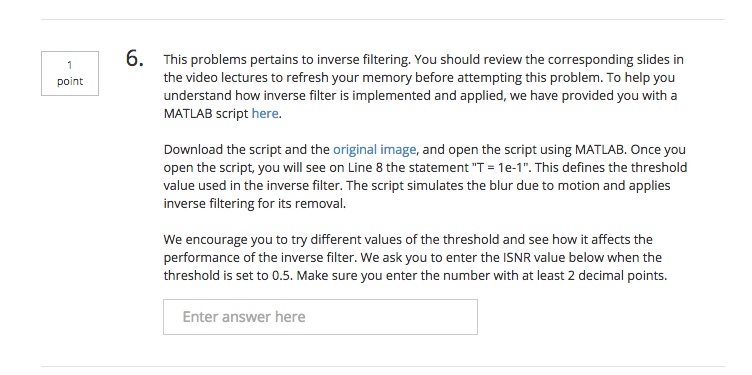 1
point
6.
This problems pertains to inverse filtering. You should review the corresponding slides in
the video lectures to refresh your memory before attempting this problem. To help you
understand how inverse filter is implemented and applied, we have provided you with a
MATLAB script here.
Download the script and the original image, and open the script using MATLAB. Once you
open the script, you will see on Line 8 the statement "T = 1e-1". This defines the threshold
value used in the inverse filter. The script simulates the blur due to motion and applies
inverse filtering for its removal.
We encourage you to try different values of the threshold and see how it affects the
performance of the inverse filter. We ask you to enter the ISNR value below when the
threshold is set to 0.5. Make sure you enter the number with at least 2 decimal points.
Enter answer here